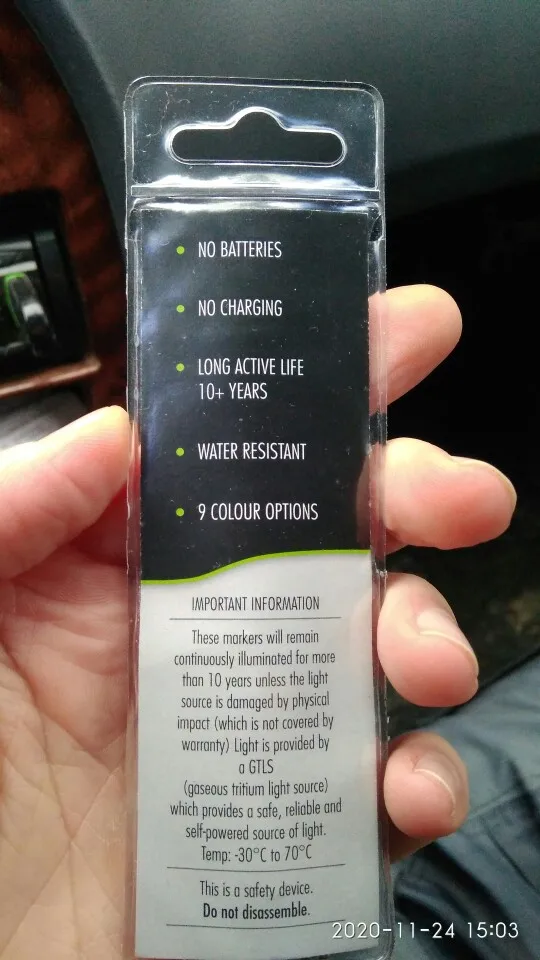 NO BATTERIES
NO CHARGING
LONG ACTIVE LIFE
10+ YEARS
WATER RESISTANT
9 COLOUR OPTIONS
IMPORTANT INFORMATION
These markers will remain
continuously illuminated for more
than 10 years unless the light
source is damaged by physical
impact (which is not covered by
warranty) Light is provided by
a GTLS
(gaseous tritium light source)
which provides a safe, reliable and
self-powered source of light.
Temp: -30°C to 70°C
This is a safety device.
Do not disassemble.
2020-11-24 15:03